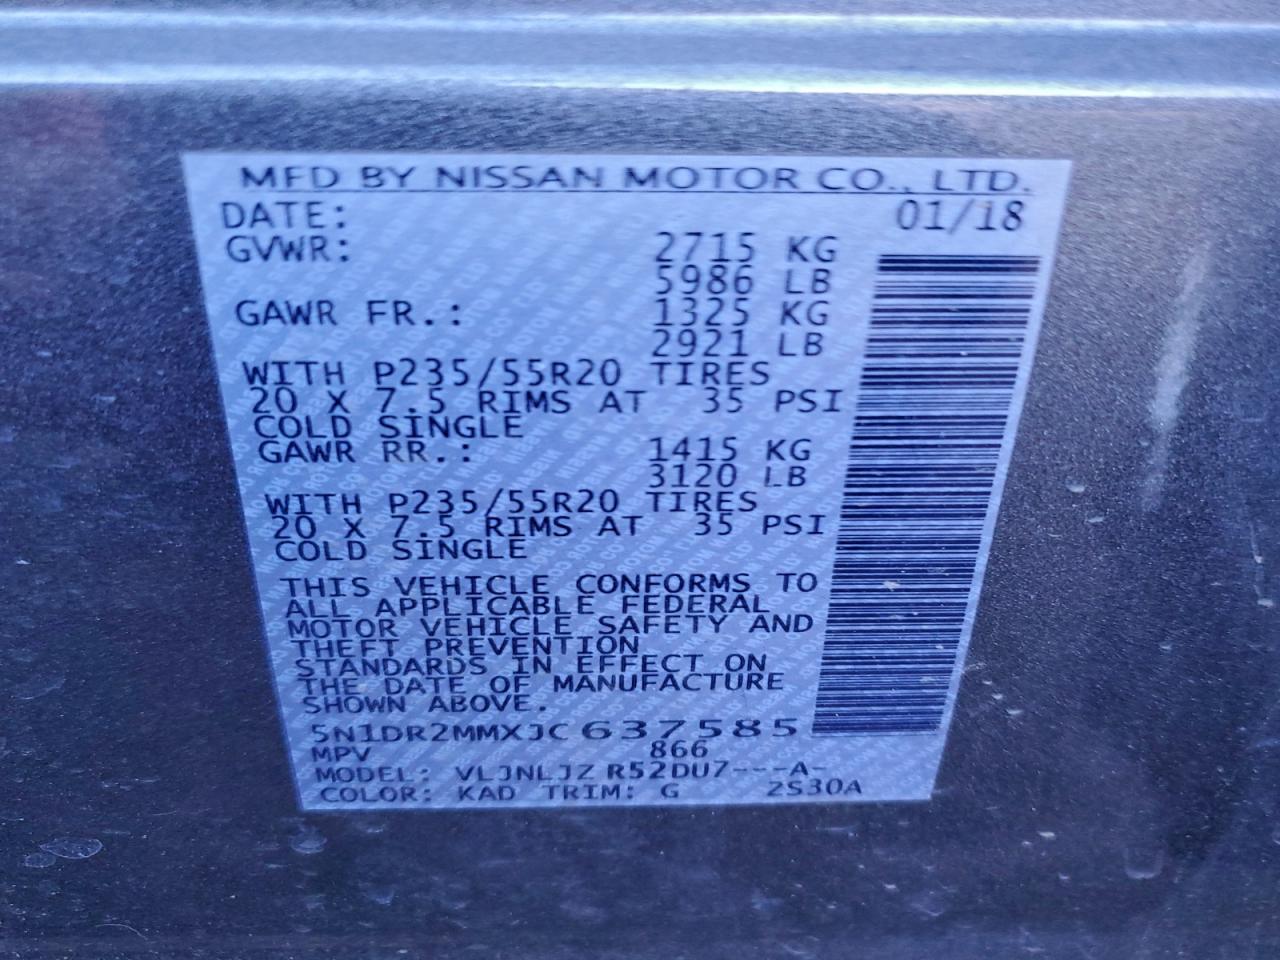 MFD BY NISSAN MOTOR CO., LTD.
DATE: 01/18
GVWR: 2715 KG
5986 LB
GAWR FR.: 1325 KG
2921 LB
WITH P235/55R20 TIRES
20 X 7.5 RIMS AT 35 PSI
COLD SINGLE
GAWR RR.: 1415 KG
3120 LB
WITH P235/55R20 TIRES
20 X 7.5 RIMS AT 35 PSI
COLD SINGLE
THIS VEHICLE CONFORMS TO
ALL APPLICABLE FEDERAL
MOTOR VEHICLE SAFETY AND
THEFT PREVENTION
STANDARDS IN EFFECT ON
THE DATE OF MANUFACTURE
SHOWN ABOVE.
5N1DR2MMXJC637585
MPV 866
MODEL: VLJNLJZ R52DU7---A-
COLOR: KAD TRIM: G 2S30A